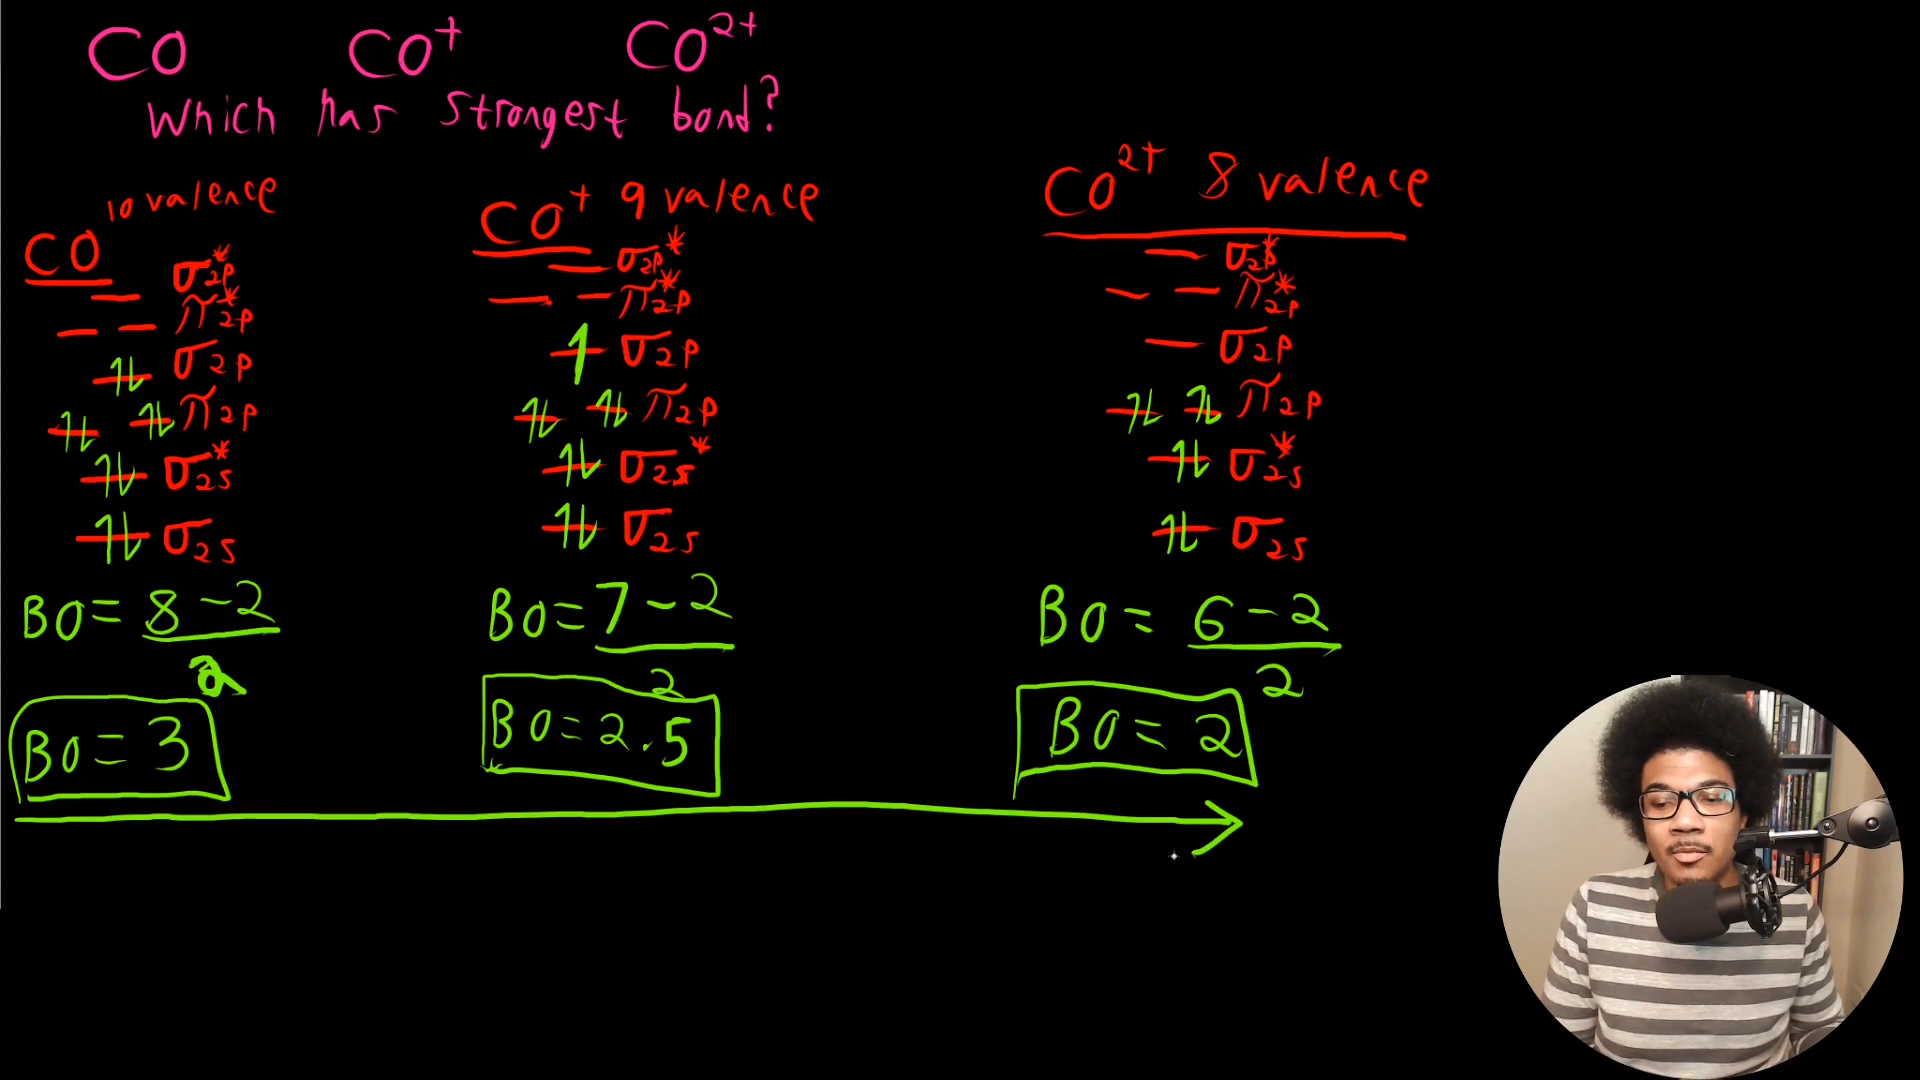 CO CO⁺ CO²⁺
Which has strongest bond?
CO 10 valence
σ₂p*
π₂p*
σ₂p
π₂p
σ₂s*
σ₂s
BO = 8 - 2
2
BO = 3
CO⁺ 9 valence
σ₂p*
π₂p*
σ₂p
π₂p
σ₂s*
σ₂s
BO = 7 - 2
2
BO = 2.5
CO²⁺ 8 valence
σ₂p*
π₂p*
σ₂p
π₂p
σ₂s*
σ₂s
BO = 6 - 2
2
BO = 2